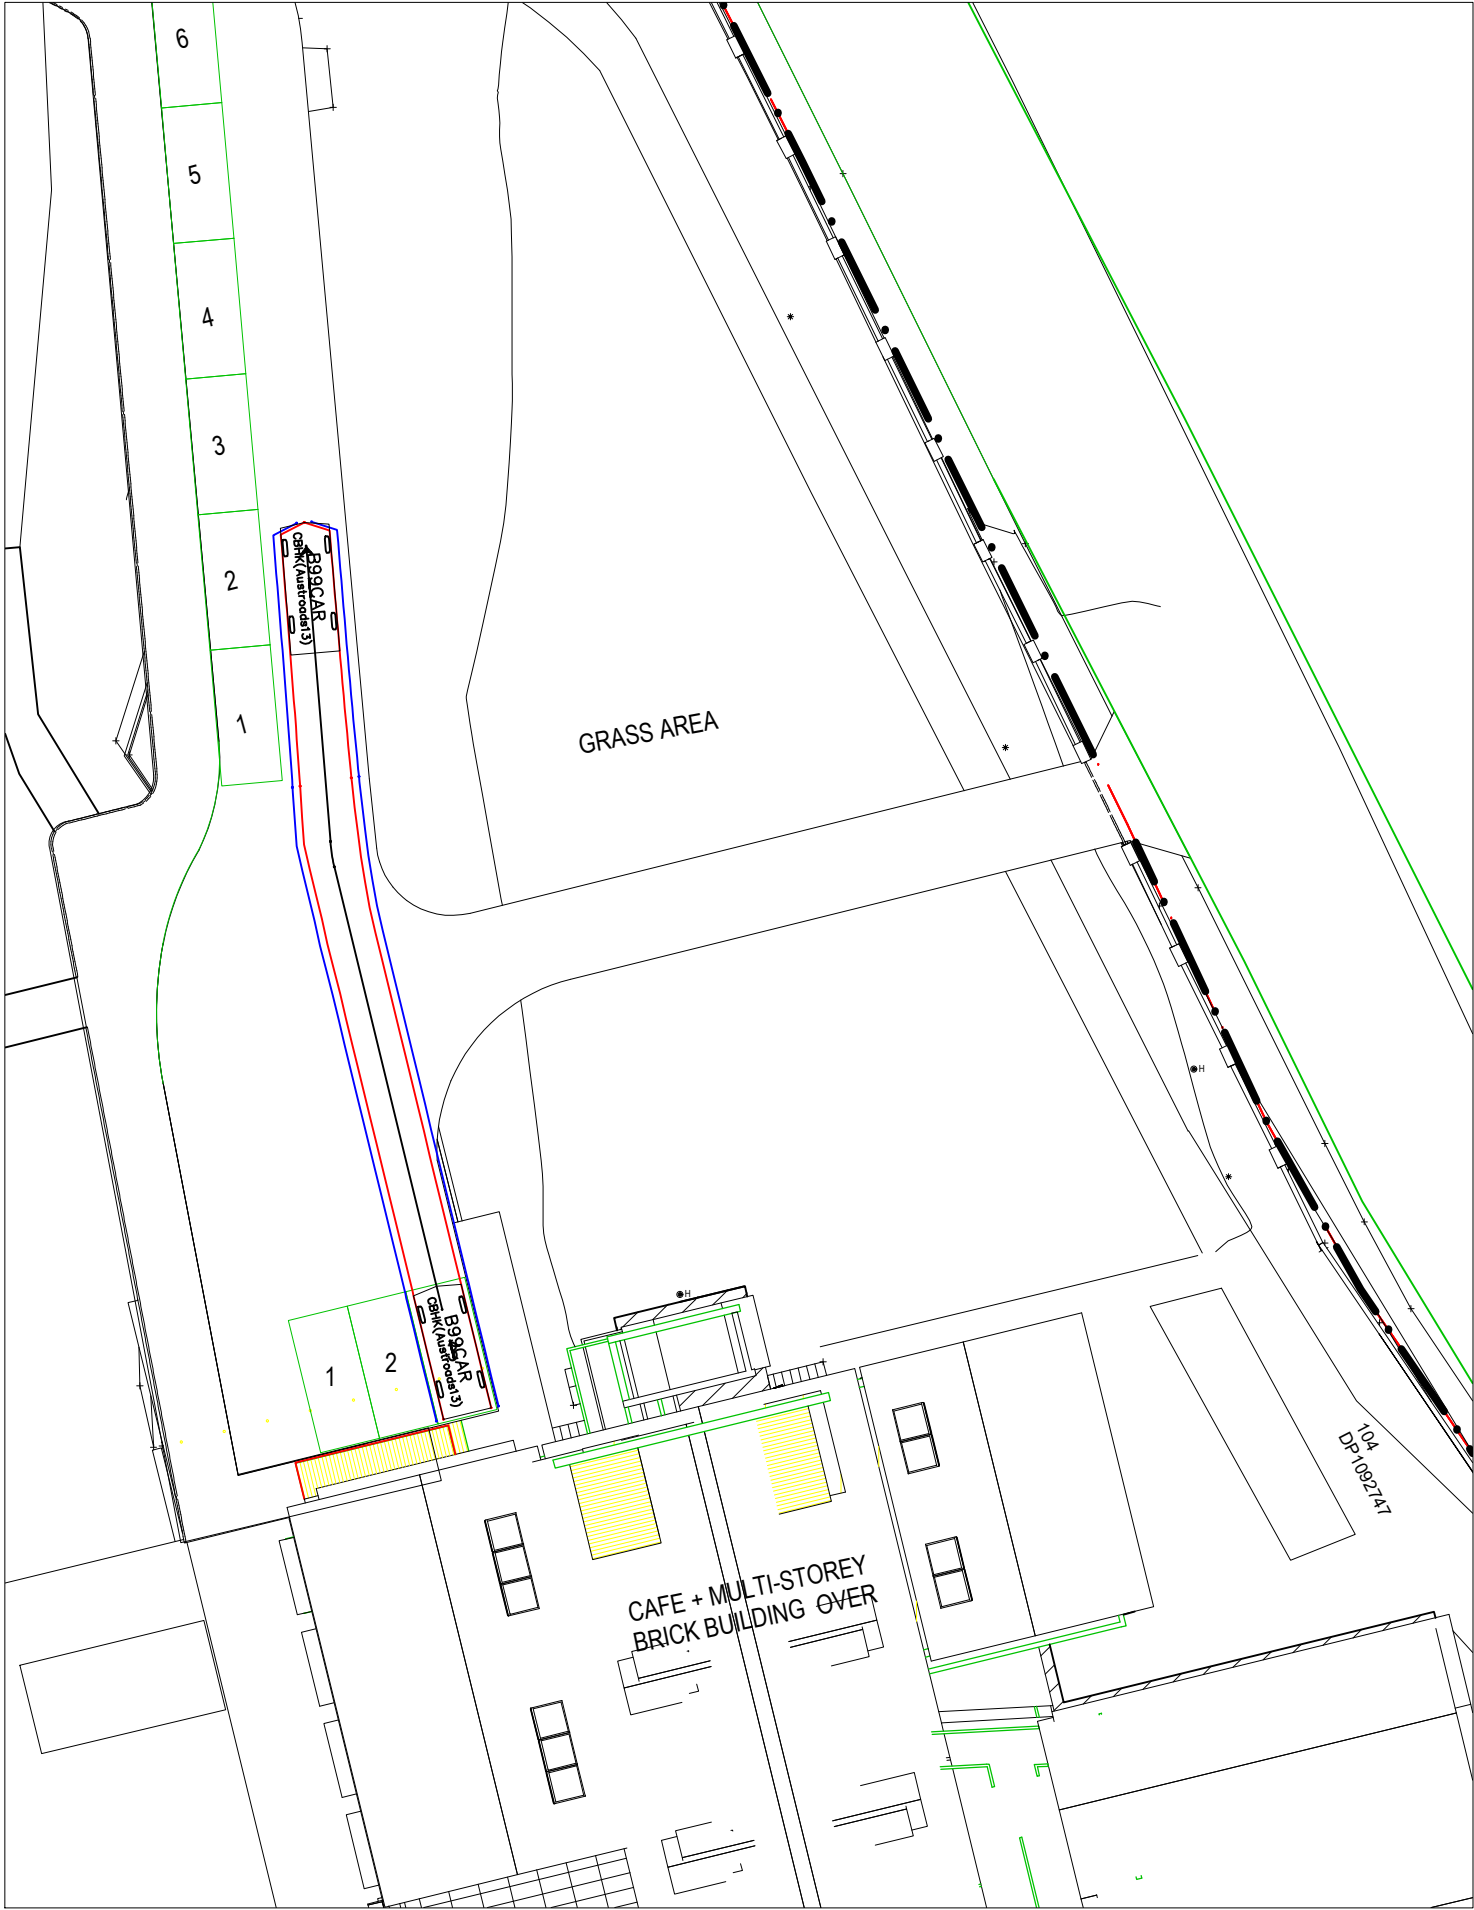 6
5
4
3
2
B99CAR
CBHK(Austroads13)
1
GRASS AREA
H
H
1
2
B99CAR
CBHK(Austroads13)
104
DP1092747
CAFE + MULTI-STOREY
BRICK BUILDING OVER